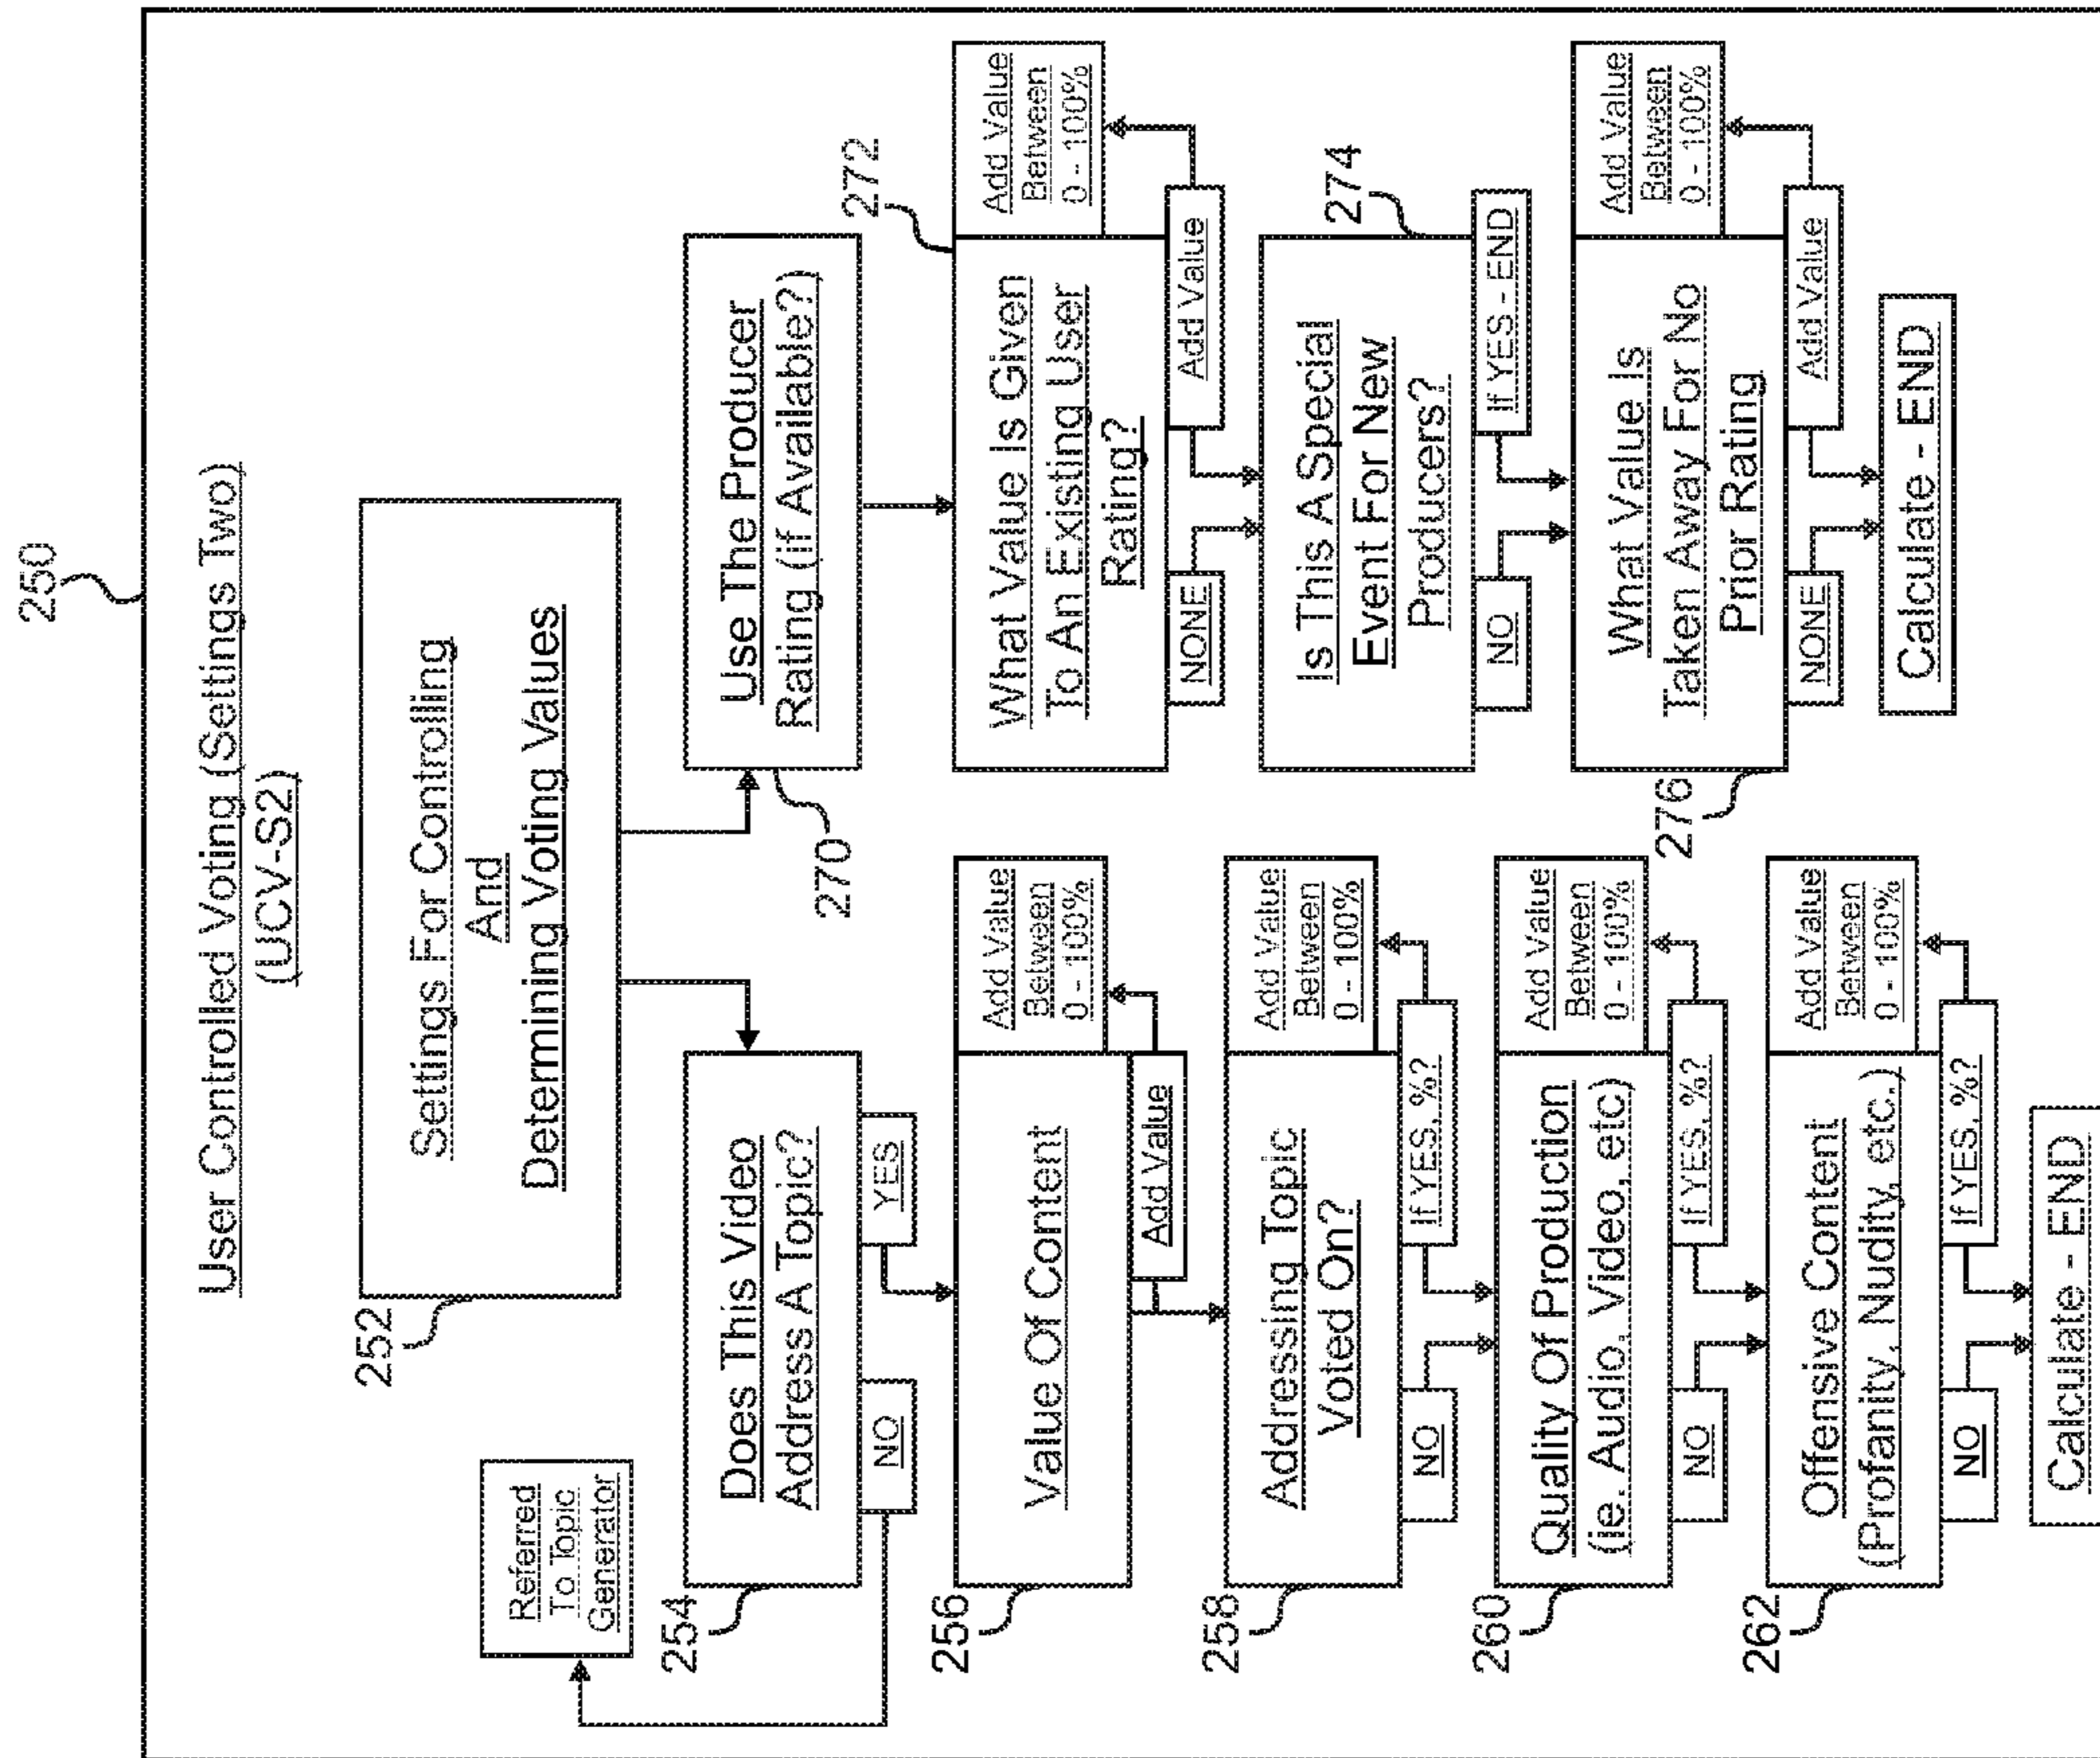 250
User Controlled Voting (Settings Two)
(UCV-S2)
252
Settings For Controlling
And
Determining Voting Values
Referred
To Topic
Generator
254
Does This Video
Address A Topic?
NO
YES
256
Value Of Content
Add Value
Add Value
Between
0 - 100%
258
Addressing Topic
Voted On?
NO
If YES, %?
Add Value
Between
0 - 100%
260
Quality Of Production
(ie. Audio, Video, etc)
NO
If YES, %?
Add Value
Between
0 - 100%
262
Offensive Content
(Profanity, Nudity, etc.)
NO
If YES, %?
Add Value
Between
0 - 100%
Calculate - END
270
Use The Producer
Rating (if Available?)
272
What Value Is Given
To An Existing User
Rating?
NONE
Add Value
Add Value
Between
0 - 100%
274
Is This A Special
Event For New
Producers?
NO
If YES - END
276
What Value Is
Taken Away For No
Prior Rating
NONE
Add Value
Add Value
Between
0 - 100%
Calculate - END